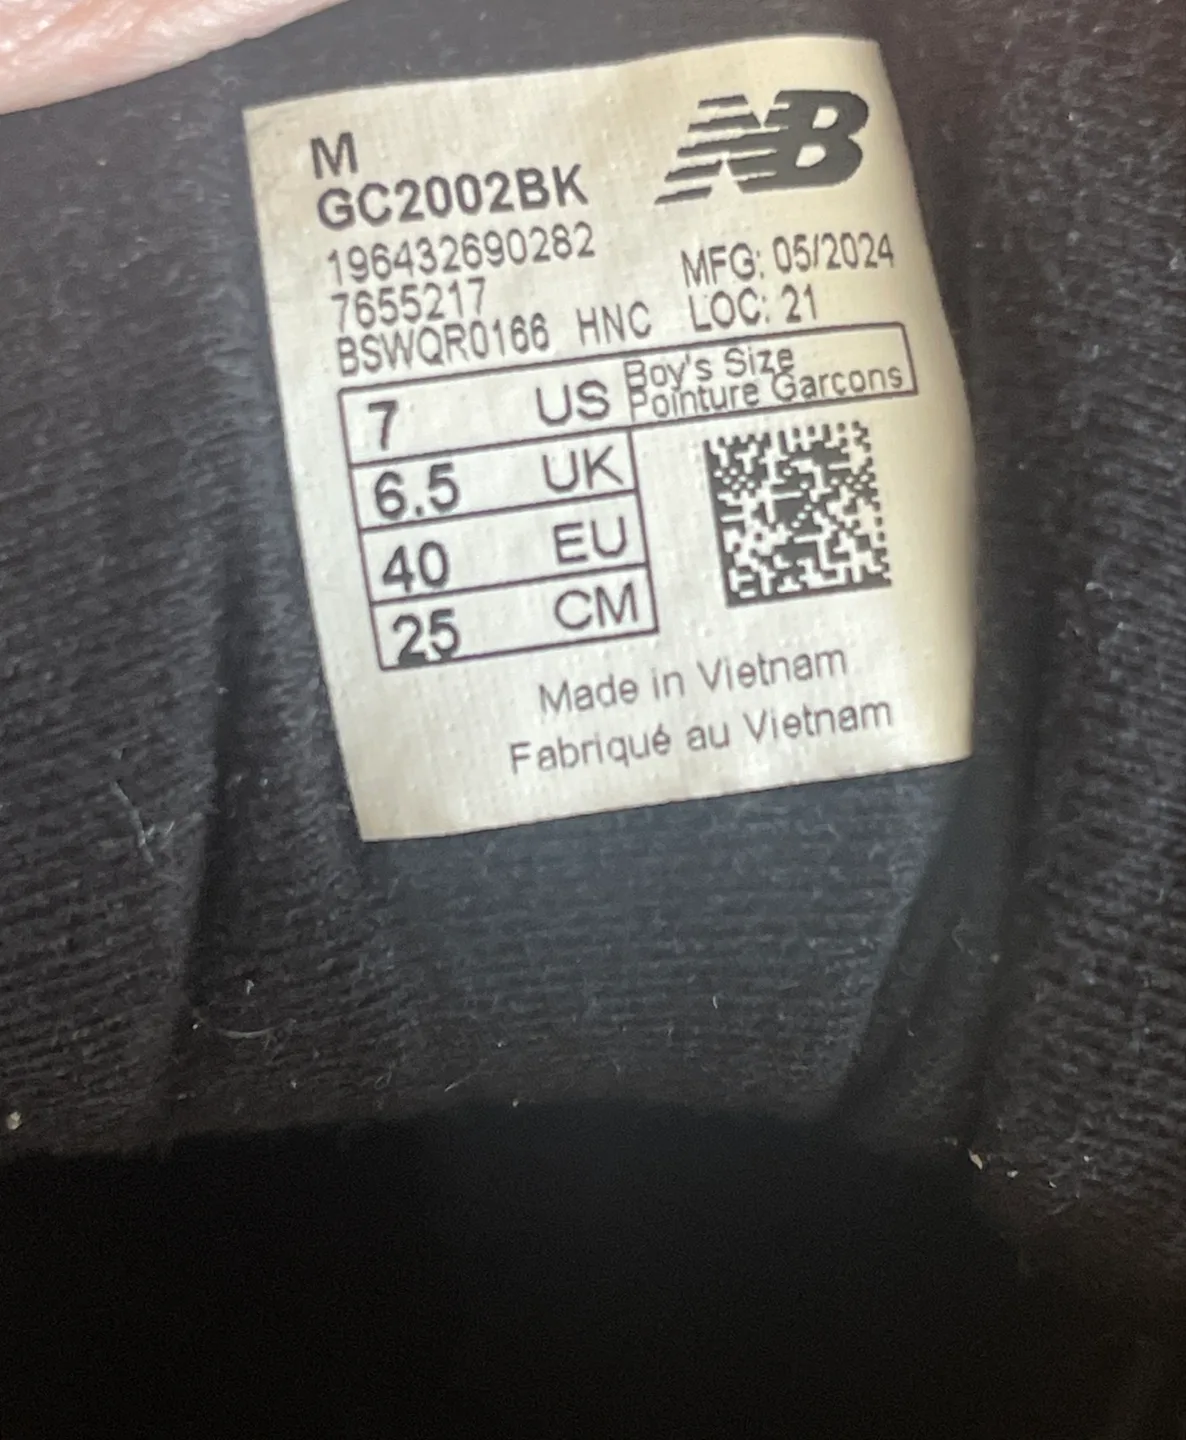 M
GC2002BK
NB
196432690282
7655217
MFG: 05/2024
BSWQR0166 HNC
LOC: 21
7 US
Boy's Size
Pointure Garcons
6.5 UK
40 EU
25 CM
Made in Vietnam
Fabriqué au Vietnam